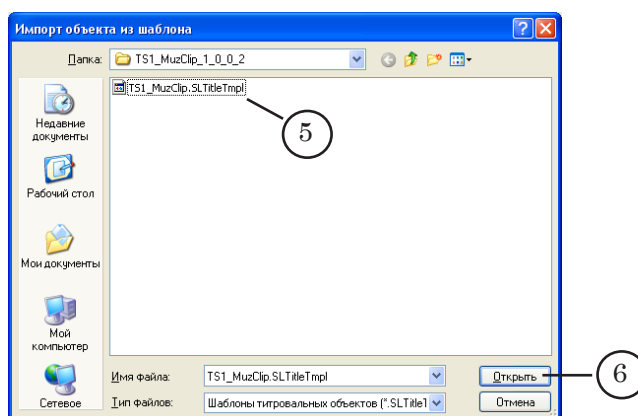 Импорт объекта из шаблона
Папка: TS1_MuzClip_1_0_0_2
TS1_MuzClip.SLTitleTmpl
5
Недавние
документы
Рабочий стол
Мои документы
Мой
компьютер
Сетевое
Имя файла: TS1_MuzClip.SLTitleTmpl Открыть
6
Тип файлов: Шаблоны титровальных объектов (*.SLTitleT Отмена